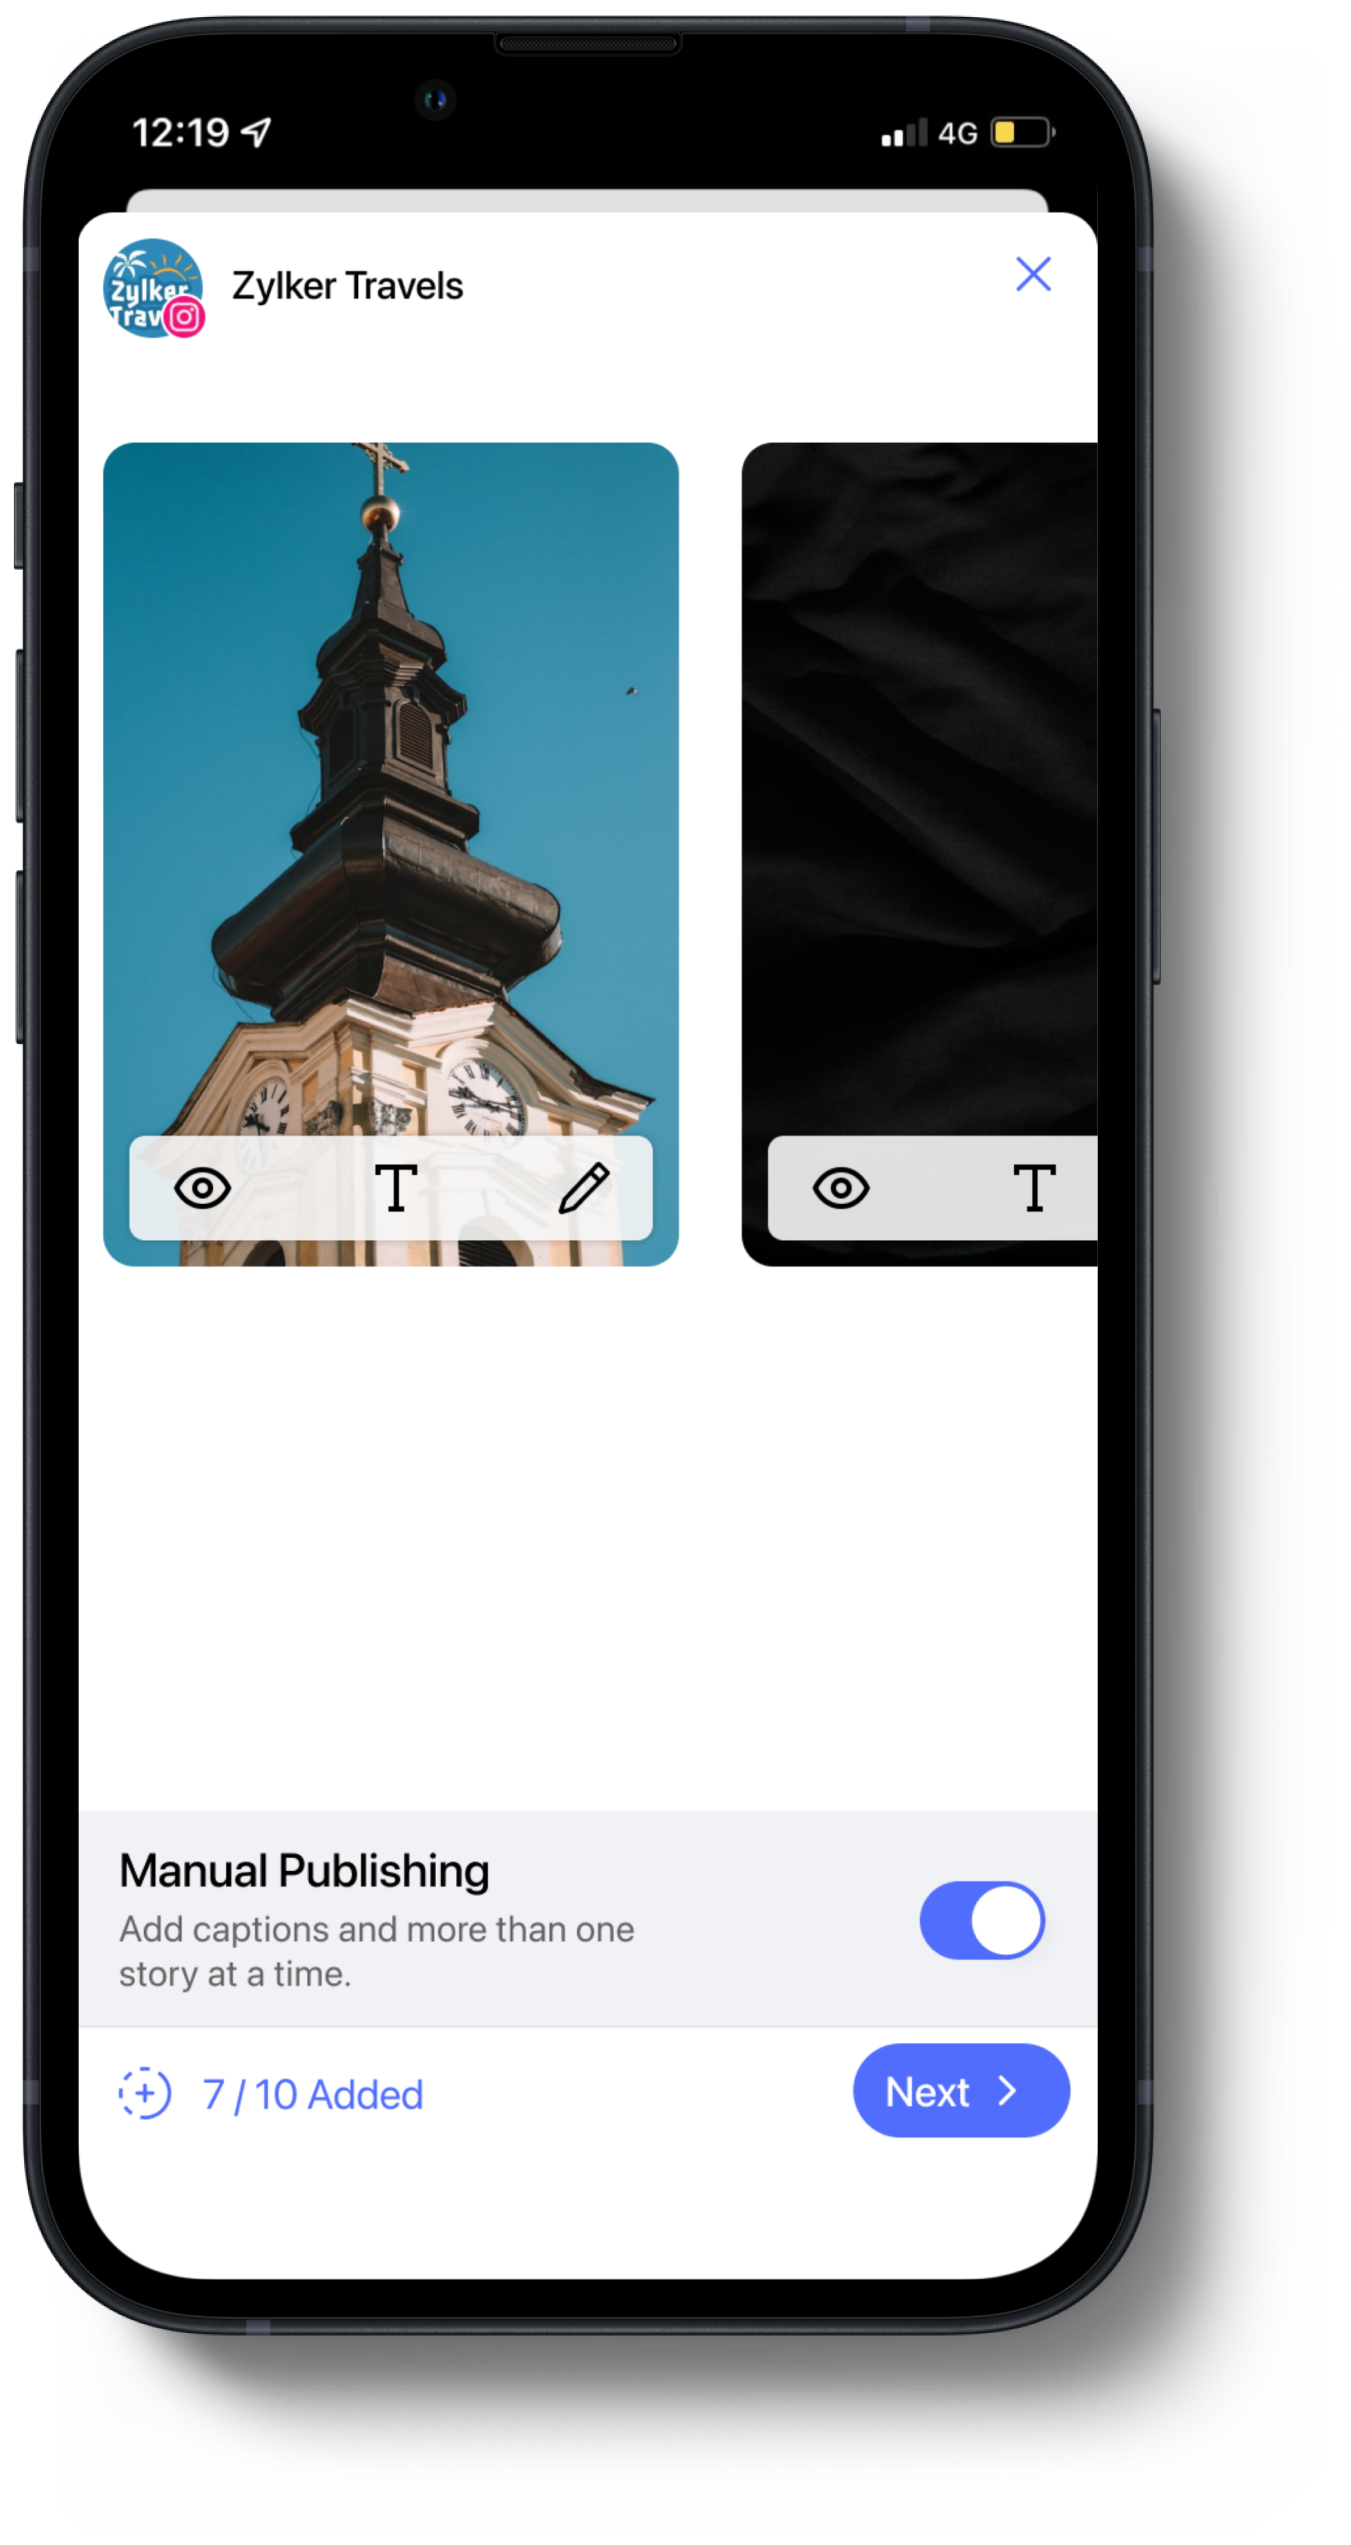 12:19
4G
Zylker
Trav
Zylker Travels
T
T
Manual Publishing
Add captions and more than one
story at a time.
7 / 10 Added
Next